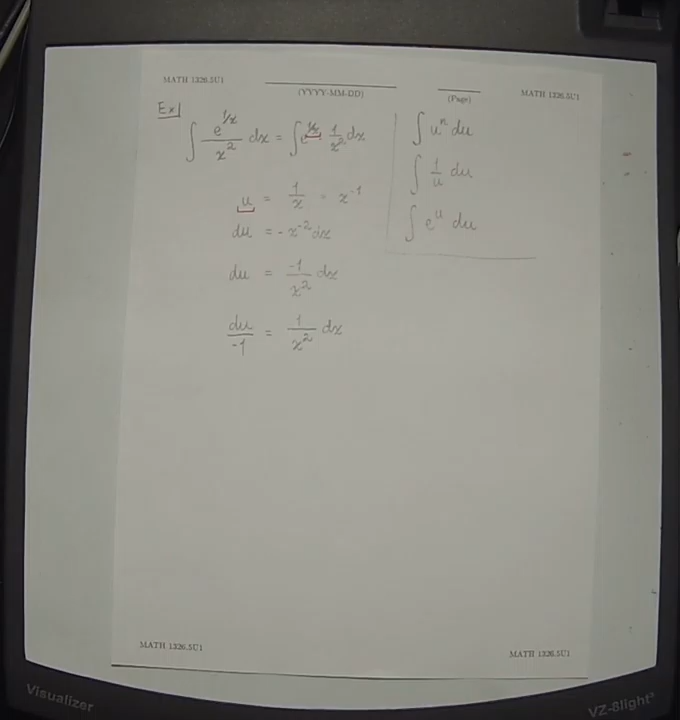 MATH 1326.5U1
(YYYY-MM-DD)
(Page)
MATH 1326.5U1
Ex1
∫ e^{1/x}/x² dx = ∫ e^{1/x} · 1/x² dx
u = 1/x = x⁻¹
du = -x⁻² dx
du = -1/x² dx
du/-1 = 1/x² dx
∫ uⁿ du
∫ 1/u du
∫ eᵘ du
MATH 1326.5U1
MATH 1326.5U1
Visualizer
VZ-8light³